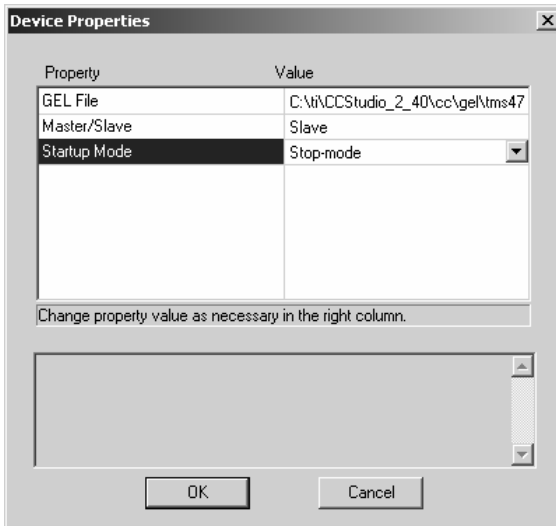 Device Properties
Property Value
GEL File C:\ti\CCStudio_2_40\cc\gel\tms47
Master/Slave Slave
Startup Mode Stop-mode
Change property value as necessary in the right column.
OK Cancel